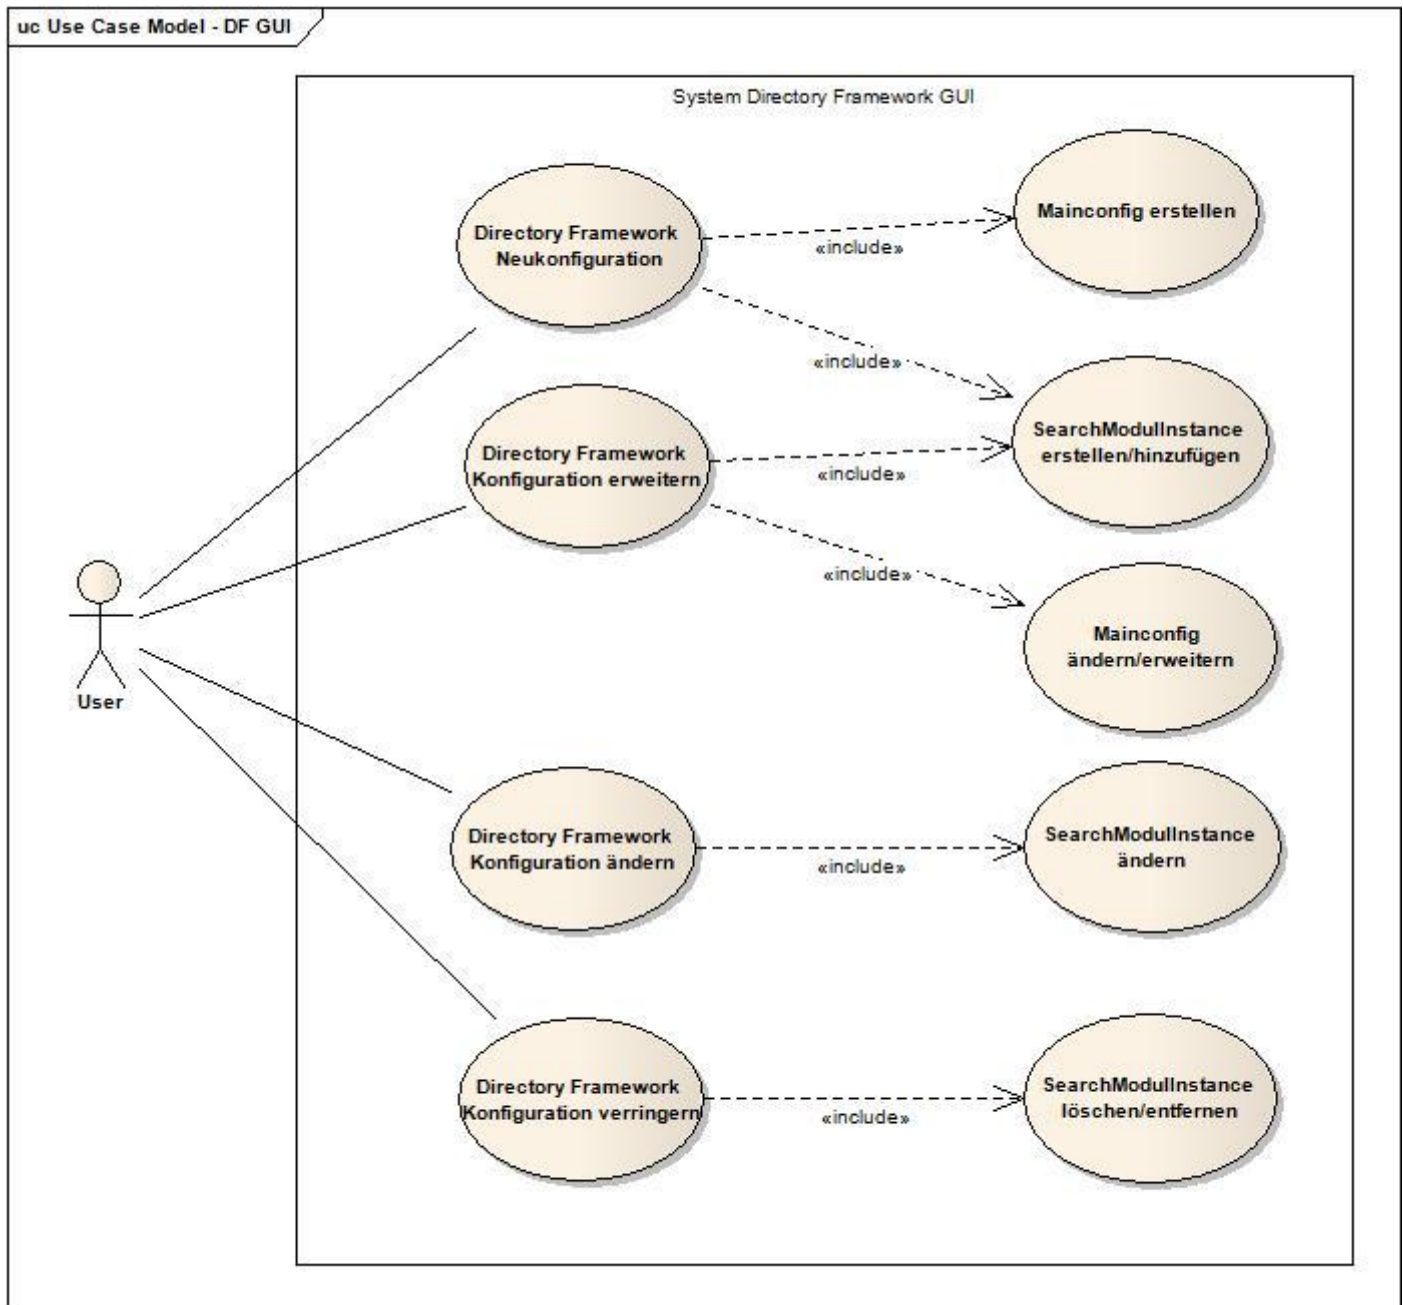 uc Use Case Model - DF GUI
System Directory Framework GUI
Directory Framework
Neukonfiguration
«include»
Mainconfig erstellen
«include»
Directory Framework
Konfiguration erweitern
«include»
SearchModulInstance
erstellen/hinzufügen
«include»
Mainconfig
ändern/erweitern
User
Directory Framework
Konfiguration ändern
«include»
SearchModulInstance
ändern
Directory Framework
Konfiguration verringern
«include»
SearchModulInstance
löschen/entfernen